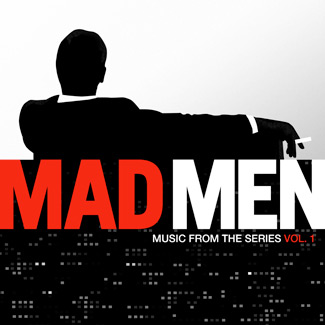 MAD MEN
MUSIC FROM THE SERIES VOL. 1